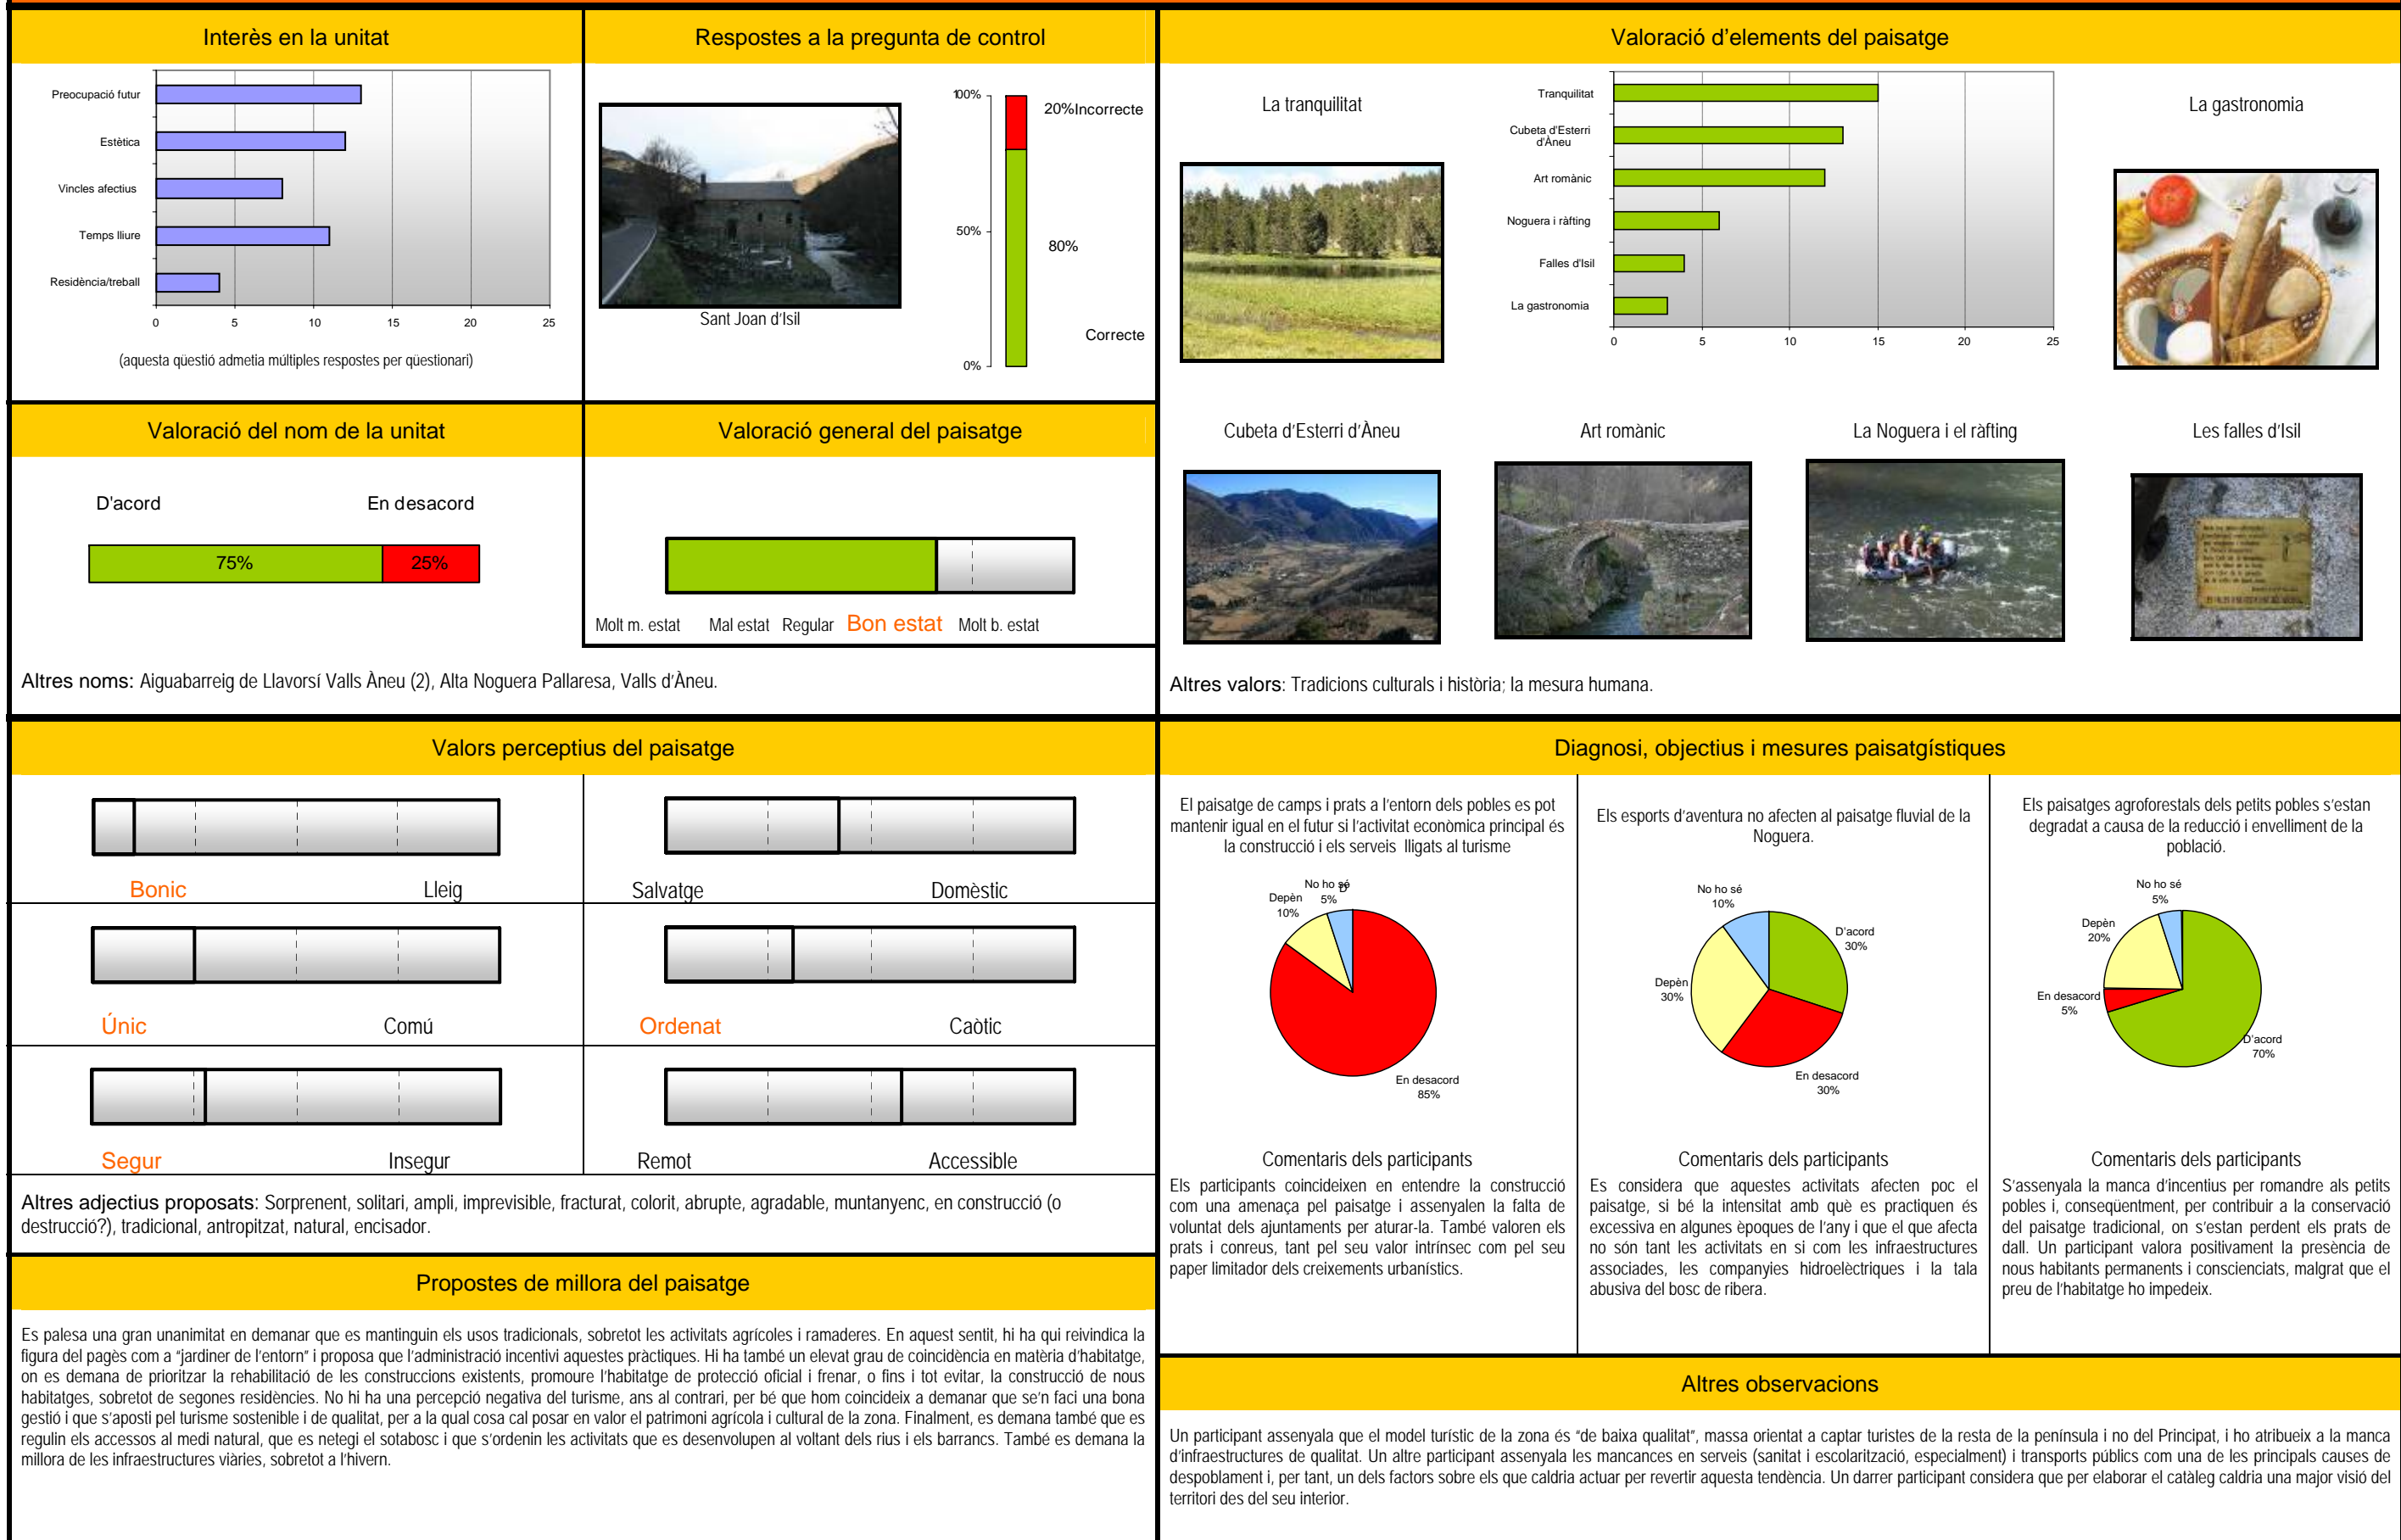 Interès en la unitat
Preocupació futur
Estètica
Vincles afectius
Temps lliure
Residència/treball
0 5 10 15 20 25
(aquesta qüestió admetia múltiples respostes per qüestionari)
Respostes a la pregunta de control
Sant Joan d'Isil
100%
50%
0%
20%Incorrecte
80%
Correcte
Valoració d'elements del paisatge
La tranquilitat
Tranquilitat
Cubeta d'Esterri
d'Àneu
Art romànic
Noguera i ràfting
Falles d'Isil
La gastronomia
0 5 10 15 20 25
La gastronomia
Cubeta d'Esterri d'Àneu
Art romànic
La Noguera i el ràfting
Les falles d'Isil
Altres valors: Tradicions culturals i història; la mesura humana.
Valoració del nom de la unitat
D'acord En desacord
75% 25%
Valoració general del paisatge
Molt m. estat Mal estat Regular Bon estat Molt b. estat
Altres noms: Aiguabarreig de Llavorsí Valls Àneu (2), Alta Noguera Pallaresa, Valls d'Àneu.
Valors perceptius del paisatge
Bonic Lleig
Salvatge Domèstic
Únic Comú
Ordenat Caòtic
Segur Insegur
Remot Accessible
Altres adjectius proposats: Sorprenent, solitari, ampli, imprevisible, fracturat, colorit, abrupte, agradable, muntanyenc, en construcció (o
destrucció?), tradicional, antropitzat, natural, encisador.
Propostes de millora del paisatge
Es palesa una gran unanimitat en demanar que es mantinguin els usos tradicionals, sobretot les activitats agrícoles i ramaderes. En aquest sentit, hi ha qui reivindica la
figura del pagès com a "jardiner de l'entorn" i proposa que l'administració incentivi aquestes pràctiques. Hi ha també un elevat grau de coincidència en matèria d'habitatge,
on es demana de prioritzar la rehabilitació de les construccions existents, promoure l'habitatge de protecció oficial i frenar, o fins i tot evitar, la construcció de nous
habitatges, sobretot de segones residències. No hi ha una percepció negativa del turisme, ans al contrari, per bé que hom coincideix a demanar que se'n faci una bona
gestió i que s'aposti pel turisme sostenible i de qualitat, per a la qual cosa cal posar en valor el patrimoni agrícola i cultural de la zona. Finalment, es demana també que es
regulin els accessos al medi natural, que es netegi el sotabosc i que s'ordenin les activitats que es desenvolupen al voltant dels rius i els barrancs. També es demana la
millora de les infraestructures viàries, sobretot a l'hivern.
Diagnosi, objectius i mesures paisatgístiques
El paisatge de camps i prats a l'entorn dels pobles es pot
mantenir igual en el futur si l'activitat econòmica principal és
la construcció i els serveis lligats al turisme
No ho sé
5%
D'
Depèn
10%
En desacord
85%
Comentaris dels participants
Els participants coincideixen en entendre la construcció
com una amenaça pel paisatge i assenyalen la falta de
voluntat dels ajuntaments per aturar-la. També valoren els
prats i conreus, tant pel seu valor intrínsec com pel seu
paper limitador dels creixements urbanístics.
Els esports d'aventura no afecten al paisatge fluvial de la
Noguera.
No ho sé
10%
D'acord
30%
Depèn
30%
En desacord
30%
Comentaris dels participants
Es considera que aquestes activitats afecten poc el
paisatge, si bé la intensitat amb què es practiquen és
excessiva en algunes èpoques de l'any i que el que afecta
no són tant les activitats en si com les infraestructures
associades, les companyies hidroelèctriques i la tala
abusiva del bosc de ribera.
Els paisatges agroforestals dels petits pobles s'estan
degradat a causa de la reducció i envelliment de la
població.
No ho sé
5%
Depèn
20%
En desacord
5%
D'acord
70%
Comentaris dels participants
S'assenyala la manca d'incentius per romandre als petits
pobles i, conseqüentment, per contribuir a la conservació
del paisatge tradicional, on s'estan perdent els prats de
dall. Un participant valora positivament la presència de
nous habitants permanents i conscienciats, malgrat que el
preu de l'habitatge ho impedeix.
Altres observacions
Un participant assenyala que el model turístic de la zona és "de baixa qualitat", massa orientat a captar turistes de la resta de la península i no del Principat, i ho atribueix a la manca
d'infraestructures de qualitat. Un altre participant assenyala les mancances en serveis (sanitat i escolarització, especialment) i transports públics com una de les principals causes de
despoblament i, per tant, un dels factors sobre els que caldria actuar per revertir aquesta tendència. Un darrer participant considera que per elaborar el catàleg caldria una major visió del
territori des del seu interior.